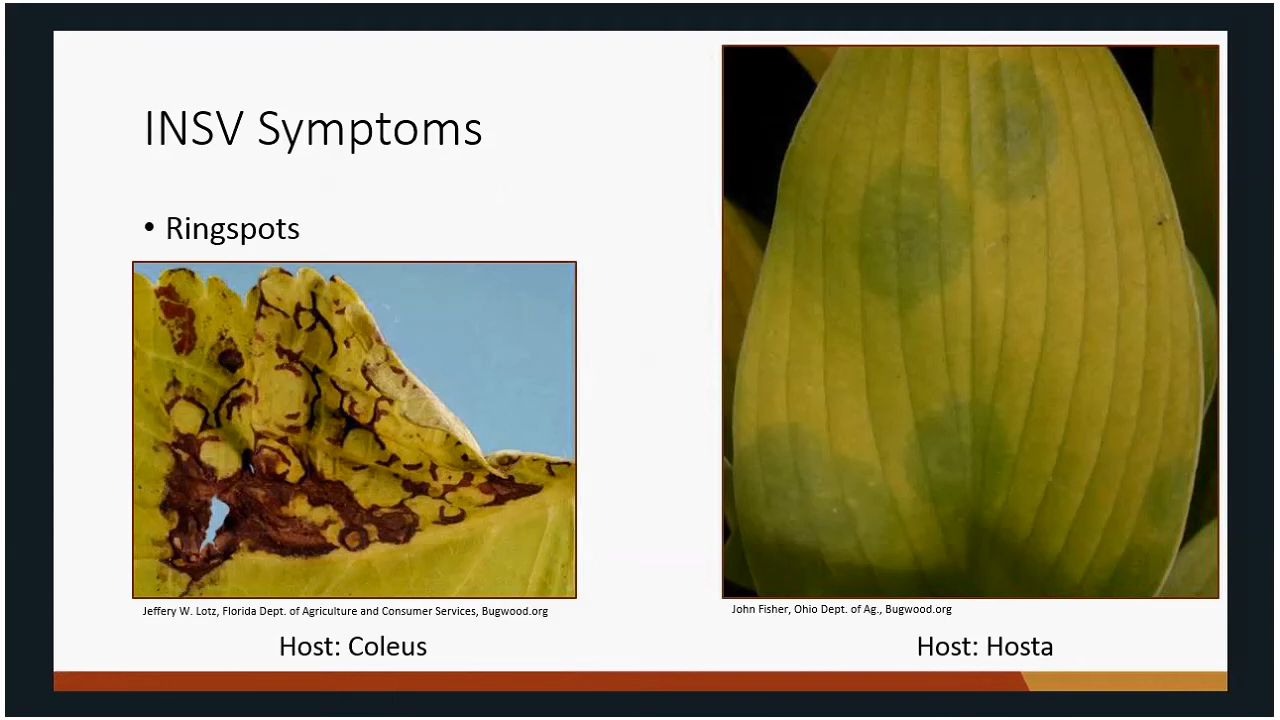 INSV Symptoms
• Ringspots
Jeffery W. Lotz, Florida Dept. of Agriculture and Consumer Services, Bugwood.org
Host: Coleus
John Fisher, Ohio Dept. of Ag., Bugwood.org
Host: Hosta